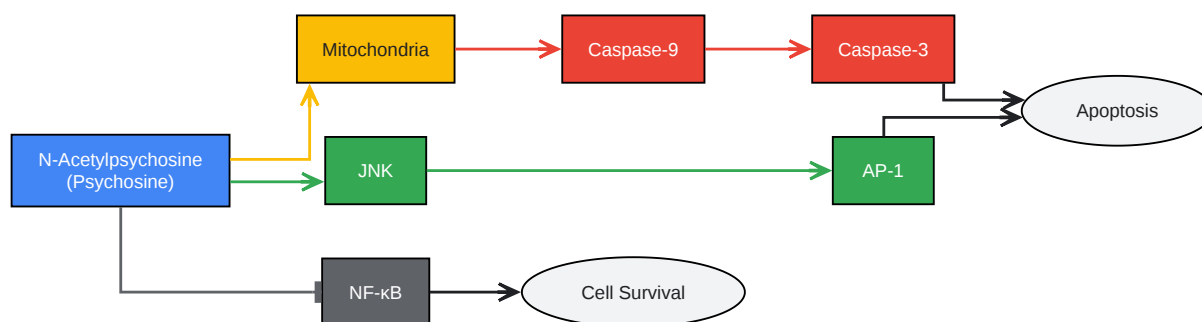 Mitochondria
Caspase-9
Caspase-3
Apoptosis
N-Acetylpsychosine
(Psychosine)
JNK
AP-1
NF-κB
Cell Survival